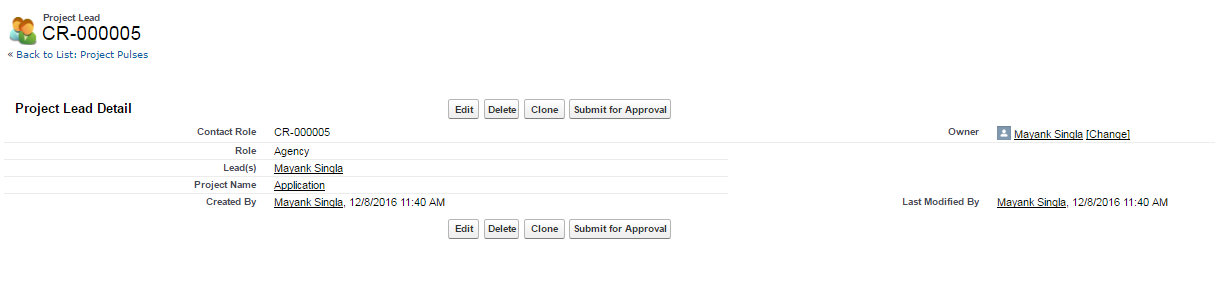 Project Lead
CR-000005
« Back to List: Project Pulses
Project Lead Detail
Edit Delete Clone Submit for Approval
Contact Role CR-000005 Owner Mayank Singla [Change]
Role Agency
Lead(s) Mayank Singla
Project Name Application
Created By Mayank Singla, 12/8/2016 11:40 AM Last Modified By Mayank Singla, 12/8/2016 11:40 AM
Edit Delete Clone Submit for Approval